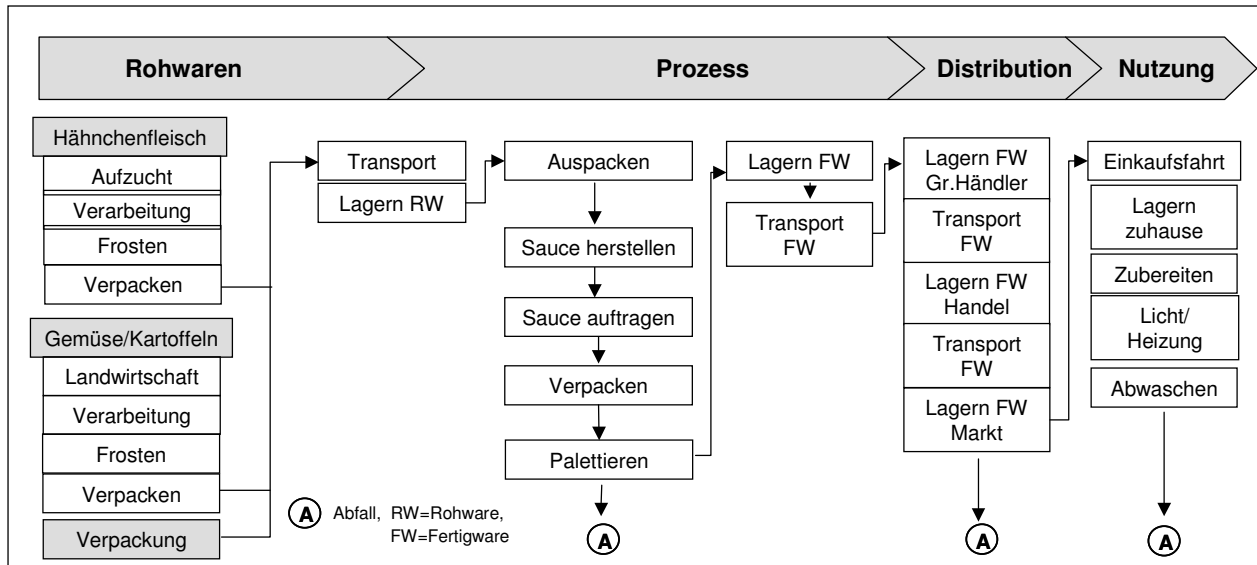 Rohwaren
Prozess
Distribution
Nutzung
Hähnchenfleisch
Aufzucht
Verarbeitung
Frosten
Verpacken
Gemüse/Kartoffeln
Landwirtschaft
Verarbeitung
Frosten
Verpacken
Verpackung
Transport
Lagern RW
A Abfall, RW=Rohware,
FW=Fertigware
Auspacken
Sauce herstellen
Sauce auftragen
Verpacken
Palettieren
A
Lagern FW
Transport
FW
Lagern FW
Gr.Händler
Transport
FW
Lagern FW
Handel
Transport
FW
Lagern FW
Markt
A
Einkaufsfahrt
Lagern
zuhause
Zubereiten
Licht/
Heizung
Abwaschen
A